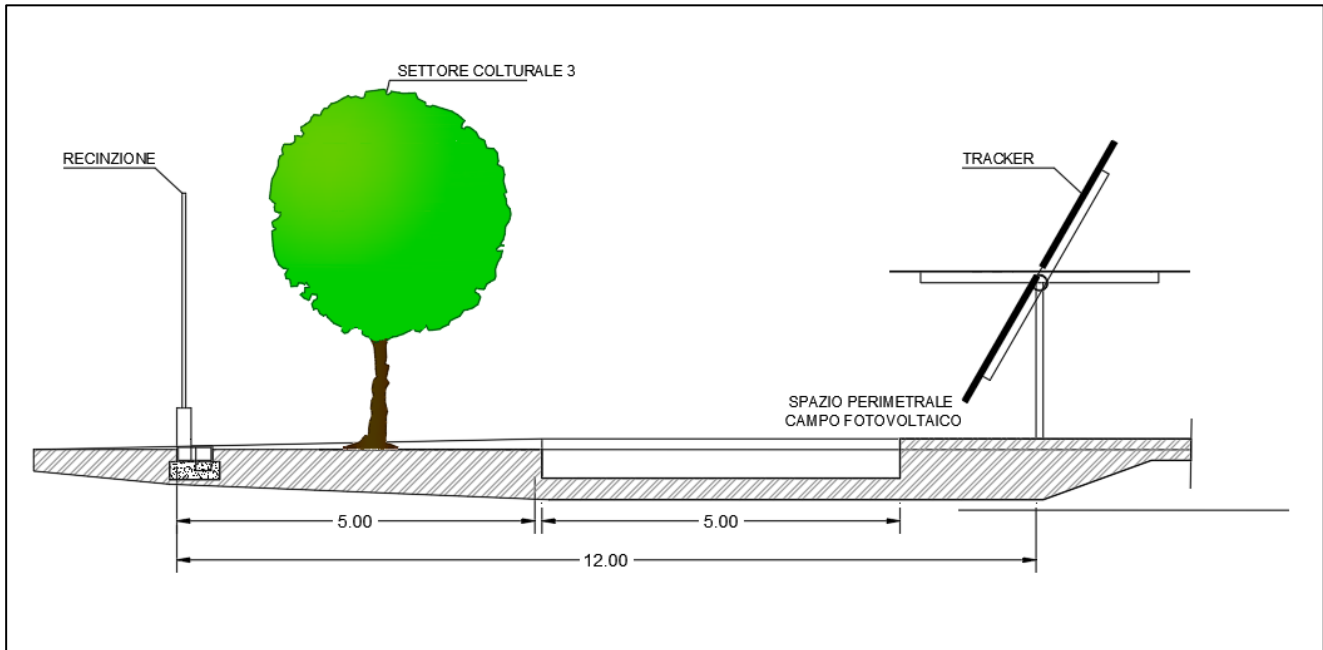 SETTORE COLTURALE 3
RECINZIONE
TRACKER
SPAZIO PERIMETRALE
CAMPO FOTOVOLTAICO
5.00
5.00
12.00